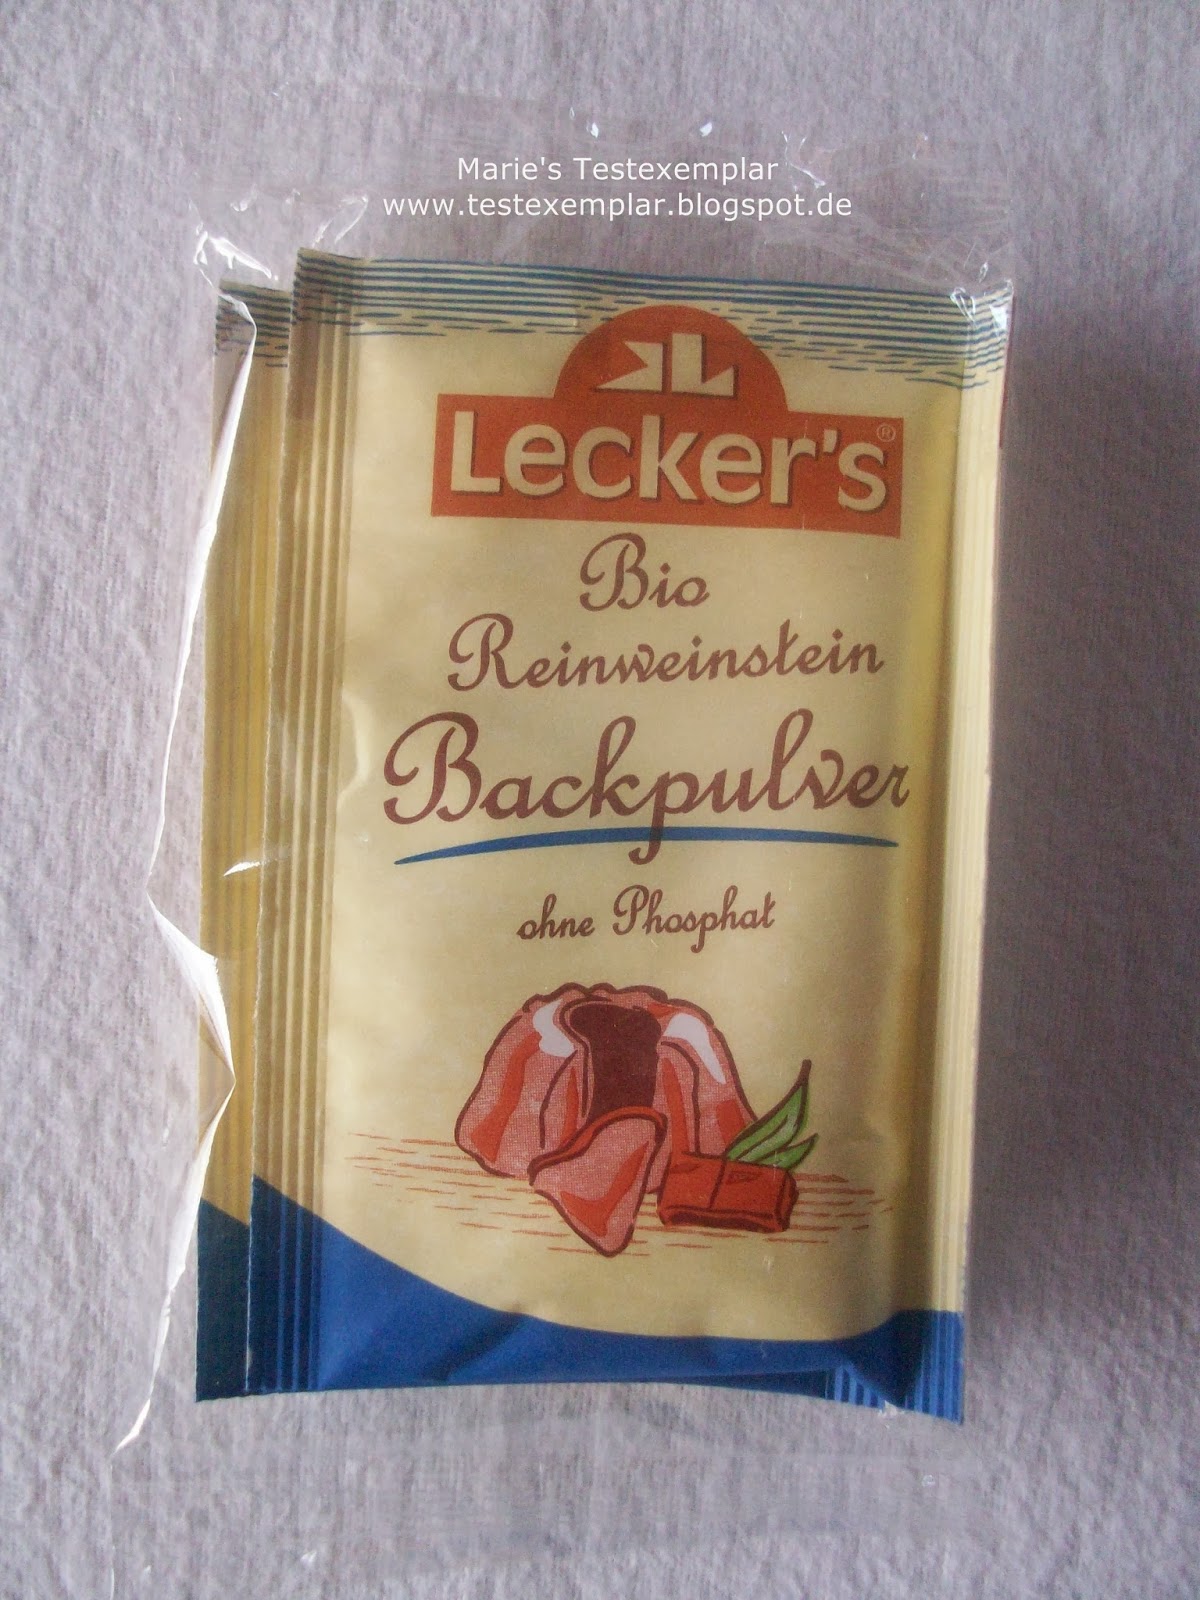 Marie's Testexemplar
www.testexemplar.blogspot.de
Lecker's®
Bio
Reinweinstein
Backpulver
ohne Phosphat